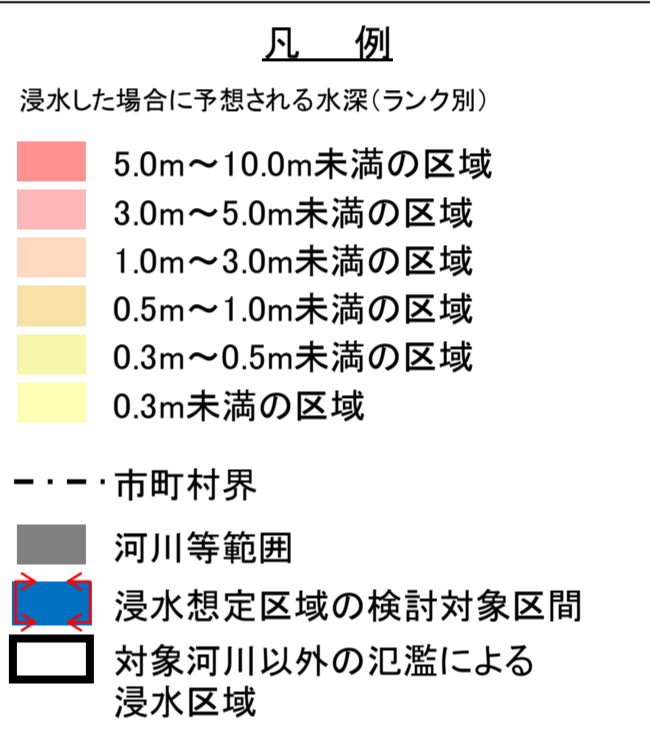 凡 例
浸水した場合に予想される水深(ランク別)
5.0m～10.0m未満の区域
3.0m～5.0m未満の区域
1.0m～3.0m未満の区域
0.5m～1.0m未満の区域
0.3m～0.5m未満の区域
0.3m未満の区域
市町村界
河川等範囲
浸水想定区域の検討対象区間
対象河川以外の氾濫による
浸水区域